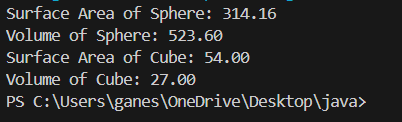 Surface Area of Sphere: 314.16
Volume of Sphere: 523.60
Surface Area of Cube: 54.00
Volume of Cube: 27.00
PS C:\Users\ganes\OneDrive\Desktop\java>